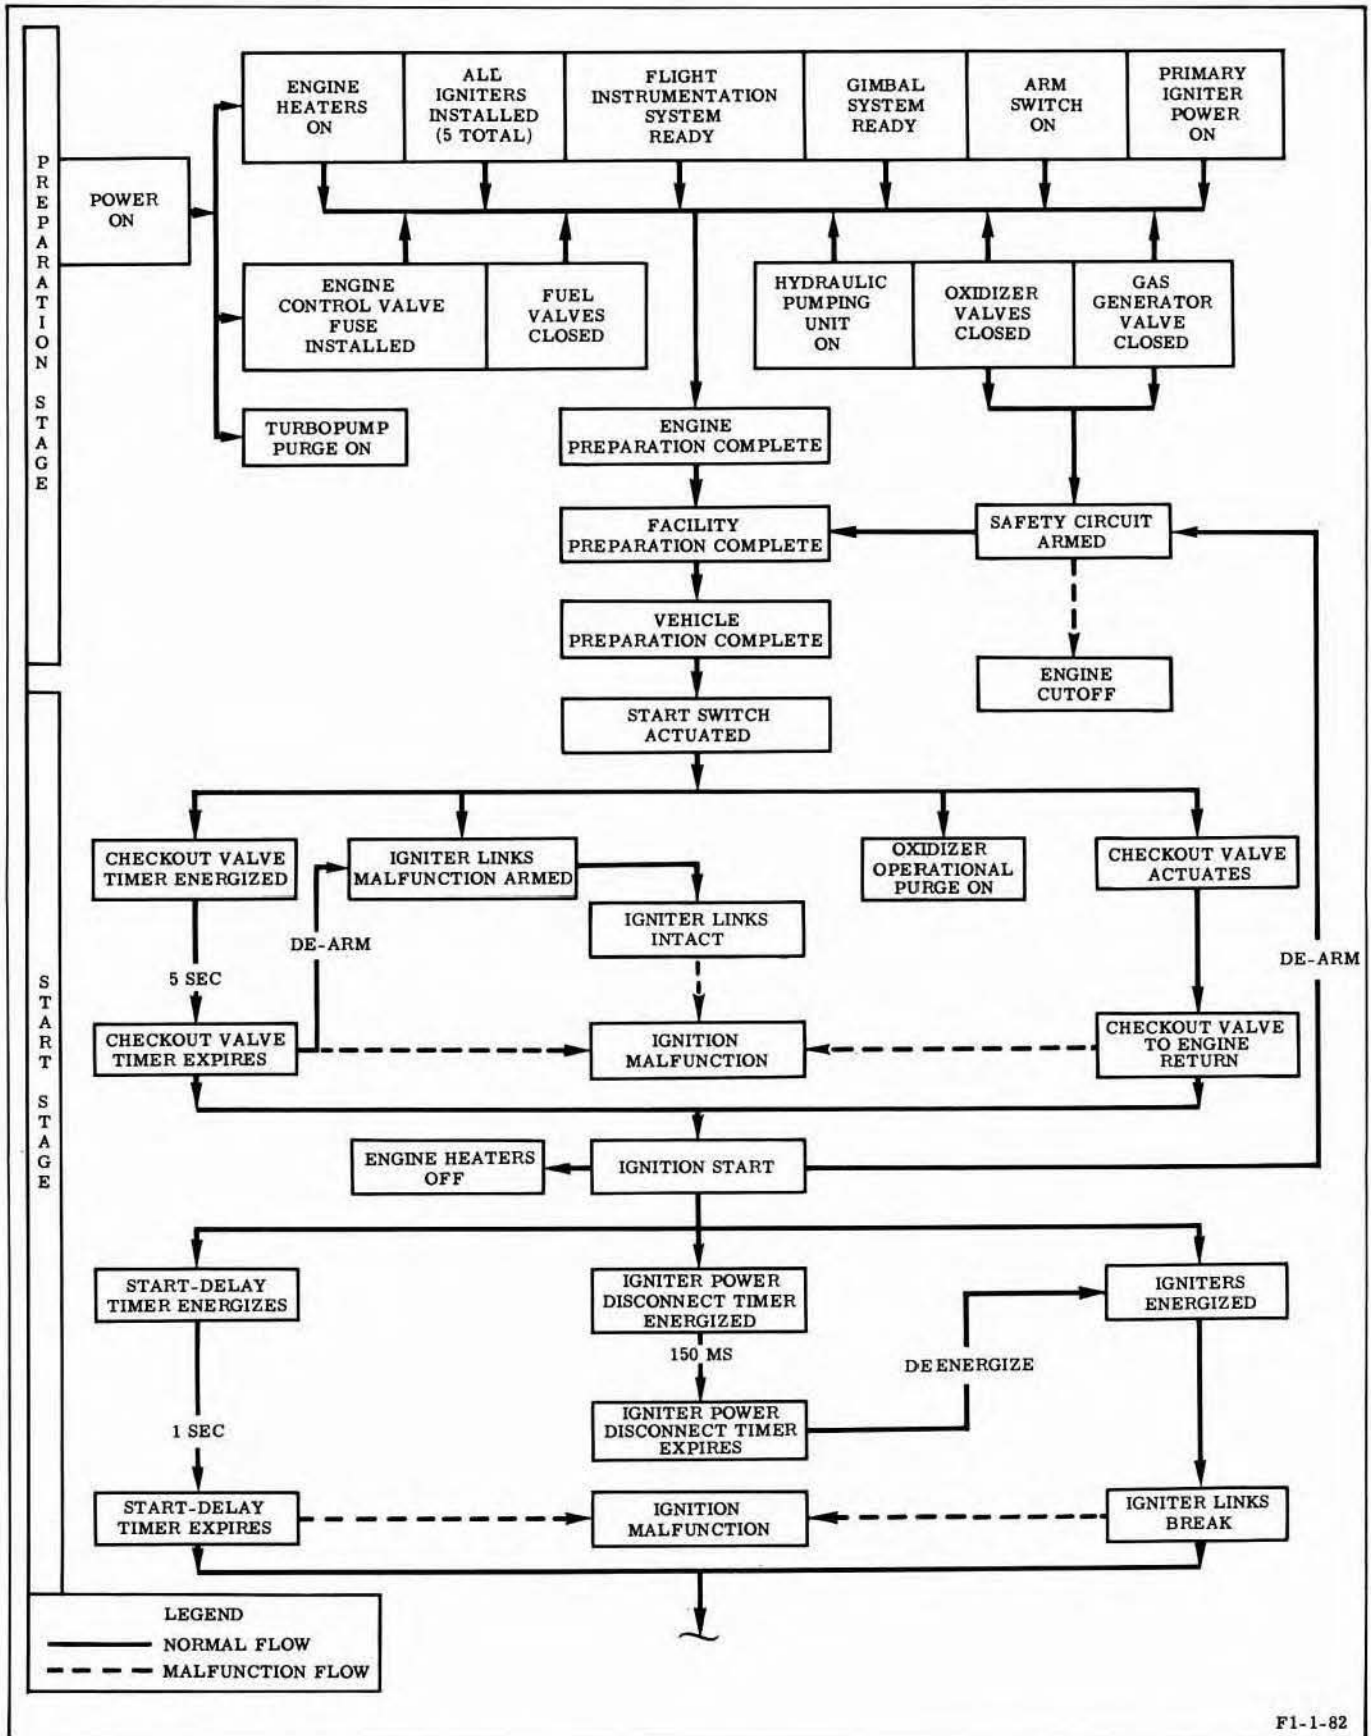 PREPARATION STAGE
POWER
ON
ENGINE
HEATERS
ON
ALL
IGNITERS
INSTALLED
(5 TOTAL)
FLIGHT
INSTRUMENTATION
SYSTEM
READY
GIMBAL
SYSTEM
READY
ARM
SWITCH
ON
PRIMARY
IGNITER
POWER
ON
ENGINE
CONTROL VALVE
FUSE
INSTALLED
FUEL
VALVES
CLOSED
HYDRAULIC
PUMPING
UNIT
ON
OXIDIZER
VALVES
CLOSED
GAS
GENERATOR
VALVE
CLOSED
TURBOPUMP
PURGE ON
ENGINE
PREPARATION COMPLETE
FACILITY
PREPARATION COMPLETE
SAFETY CIRCUIT
ARMED
VEHICLE
PREPARATION COMPLETE
ENGINE
CUTOFF
START STAGE
START SWITCH
ACTUATED
CHECKOUT VALVE
TIMER ENERGIZED
IGNITER LINKS
MALFUNCTION ARMED
OXIDIZER
OPERATIONAL
PURGE ON
CHECKOUT VALVE
ACTUATES
IGNITER LINKS
INTACT
DE-ARM
DE-ARM
5 SEC
CHECKOUT VALVE
TIMER EXPIRES
IGNITION
MALFUNCTION
CHECKOUT VALVE
TO ENGINE
RETURN
ENGINE HEATERS
OFF
IGNITION START
START-DELAY
TIMER ENERGIZES
IGNITER POWER
DISCONNECT TIMER
ENERGIZED
IGNITERS
ENERGIZED
150 MS
DEENERGIZE
1 SEC
IGNITER POWER
DISCONNECT TIMER
EXPIRES
START-DELAY
TIMER EXPIRES
IGNITION
MALFUNCTION
IGNITER LINKS
BREAK
LEGEND
NORMAL FLOW
MALFUNCTION FLOW
F1-1-82